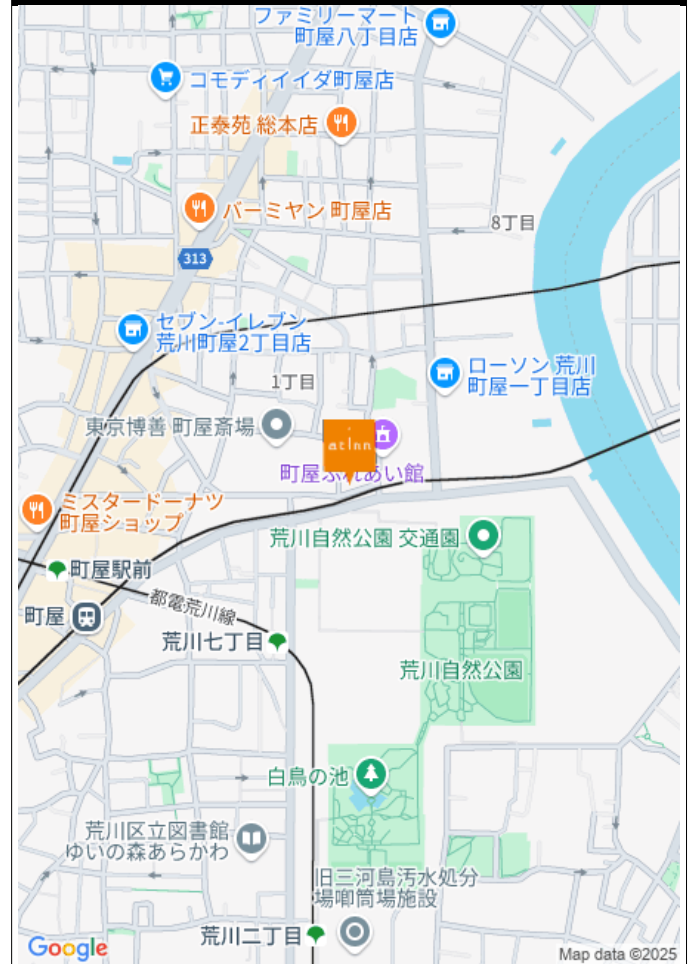 ファミリーマート
町屋八丁目店
コモディイイダ町屋店
正泰苑 総本店
バーミヤン 町屋店
8丁目
313
セブン-イレブン
荒川町屋2丁目店
ローソン 荒川
町屋一丁目店
1丁目
東京博善 町屋斎場
atinn
町屋ふれあい館
ミスタードーナツ
町屋ショップ
荒川自然公園 交通園
町屋駅前
町屋
都電荒川線
荒川七丁目
荒川自然公園
白鳥の池
荒川区立図書館
ゆいの森あらかわ
旧三河島汚水処分
場喞筒場施設
荒川二丁目
Google
Map data ©2025